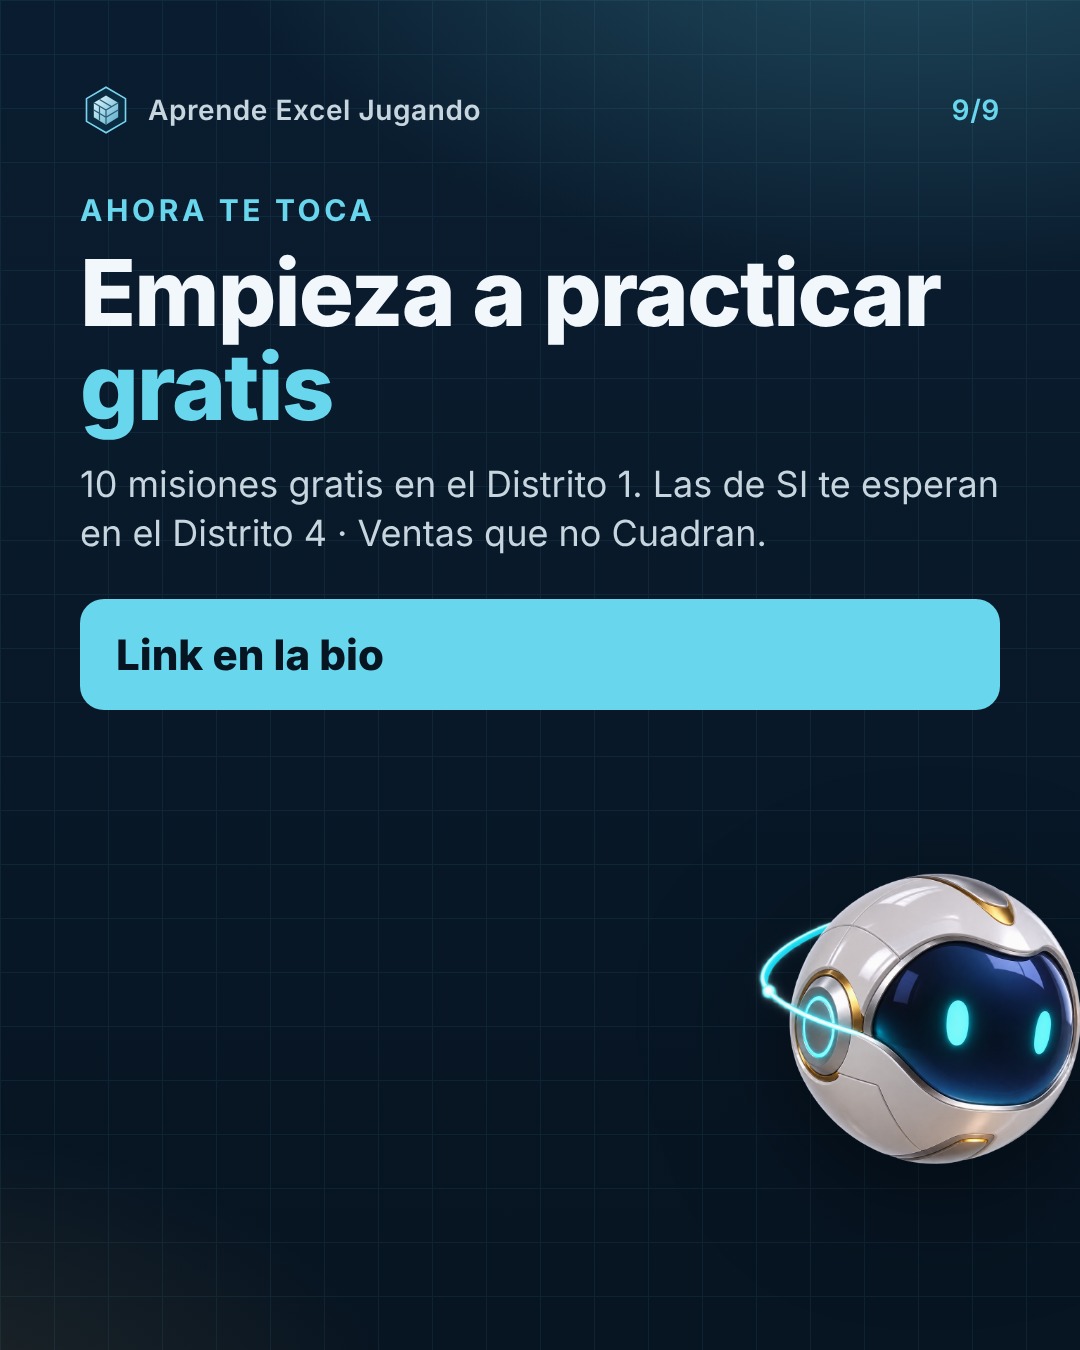 Aprende Excel Jugando
9/9
AHORA TE TOCA
Empieza a practicar
gratis
10 misiones gratis en el Distrito 1. Las de SI te esperan
en el Distrito 4 · Ventas que no Cuadran.
Link en la bio